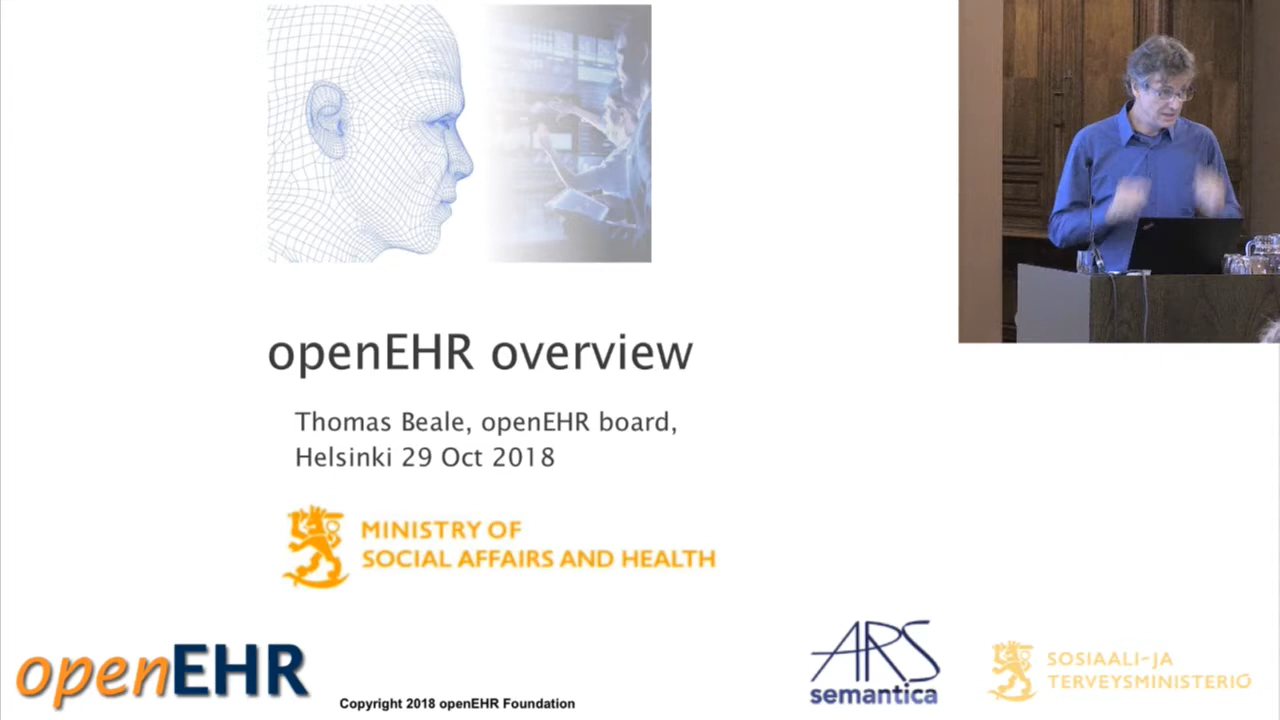 openEHR overview
Thomas Beale, openEHR board,
Helsinki 29 Oct 2018
MINISTRY OF
SOCIAL AFFAIRS AND HEALTH
openEHR
Copyright 2018 openEHR Foundation
ARS
semantica
SOSIAALI-JA
TERVEYSMINISTERIÖ